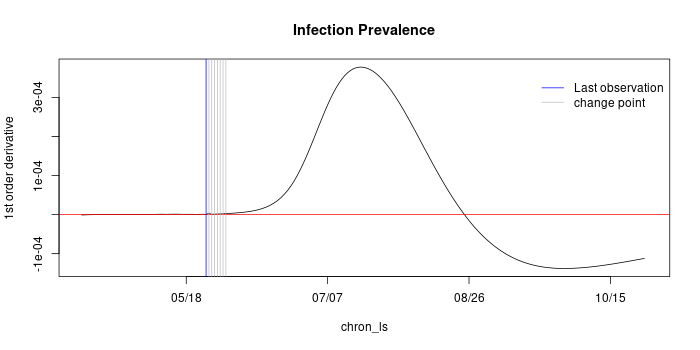 Infection Prevalence
1st order derivative
3e-04
1e-04
-1e-04
Last observation
change point
05/18 07/07 08/26 10/15
chron_ls